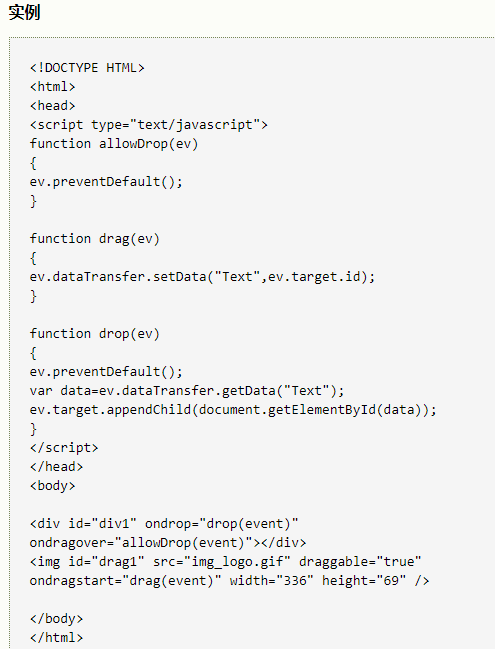 实例
<!DOCTYPE HTML>
<html>
<head>
<script type="text/javascript">
function allowDrop(ev)
{
ev.preventDefault();
}
function drag(ev)
{
ev.dataTransfer.setData("Text",ev.target.id);
}
function drop(ev)
{
ev.preventDefault();
var data=ev.dataTransfer.getData("Text");
ev.target.appendChild(document.getElementById(data));
}
</script>
</head>
<body>
<div id="div1" ondrop="drop(event)"
ondragover="allowDrop(event)"></div>
<img id="drag1" src="img_logo.gif" draggable="true"
ondragstart="drag(event)" width="336" height="69" />
</body>
</html>